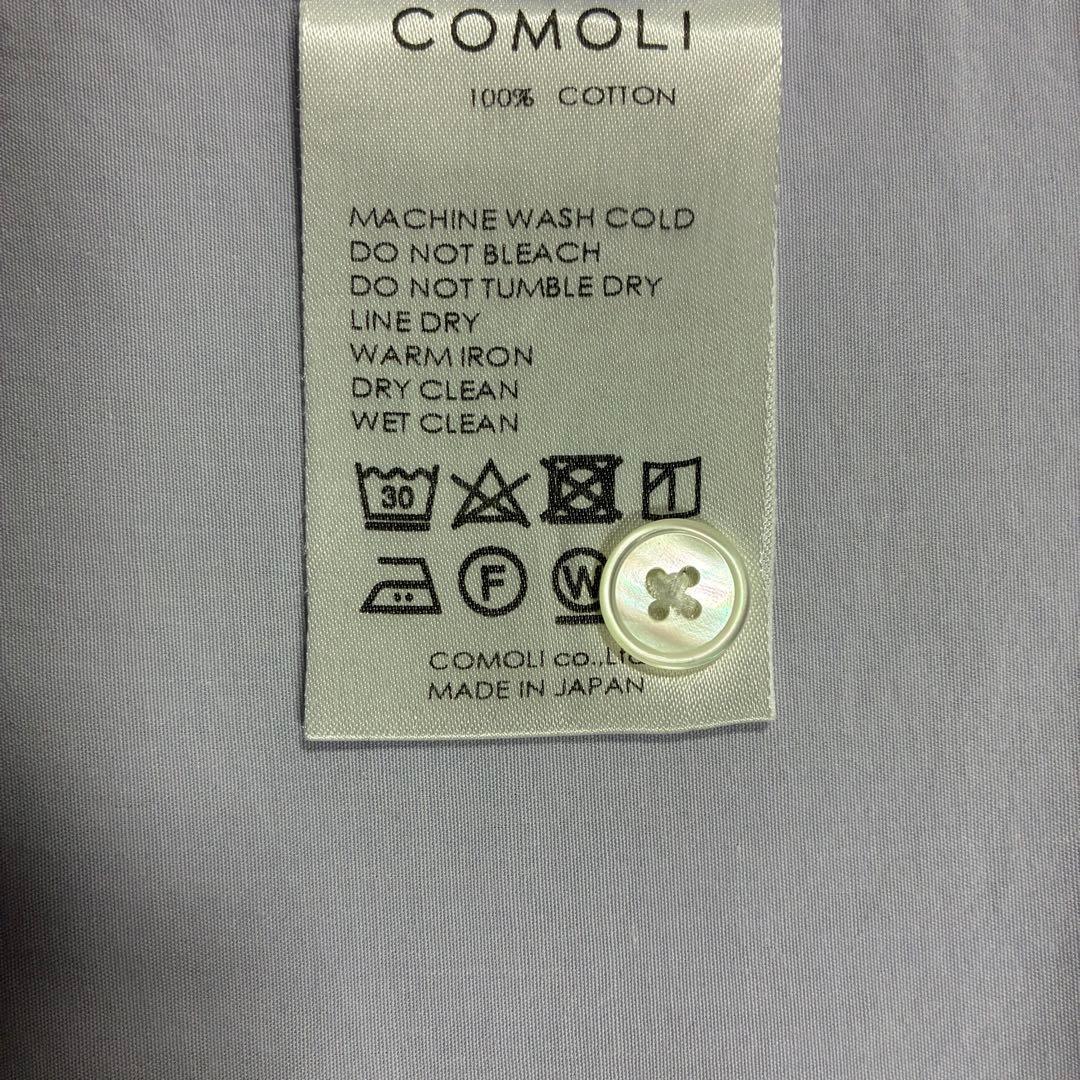 COMOLI
100% COTTON
MACHINE WASH COLD
DO NOT BLEACH
DO NOT TUMBLE DRY
LINE DRY
WARM IRON
DRY CLEAN
WET CLEAN
30
F W
COMOLI co.,Ltd
MADE IN JAPAN